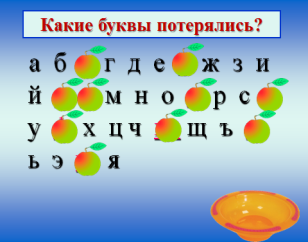 Какие буквы потерялись?
а б г д е ж з и
й м н о р с
у х ц ч щ ъ
ь э я